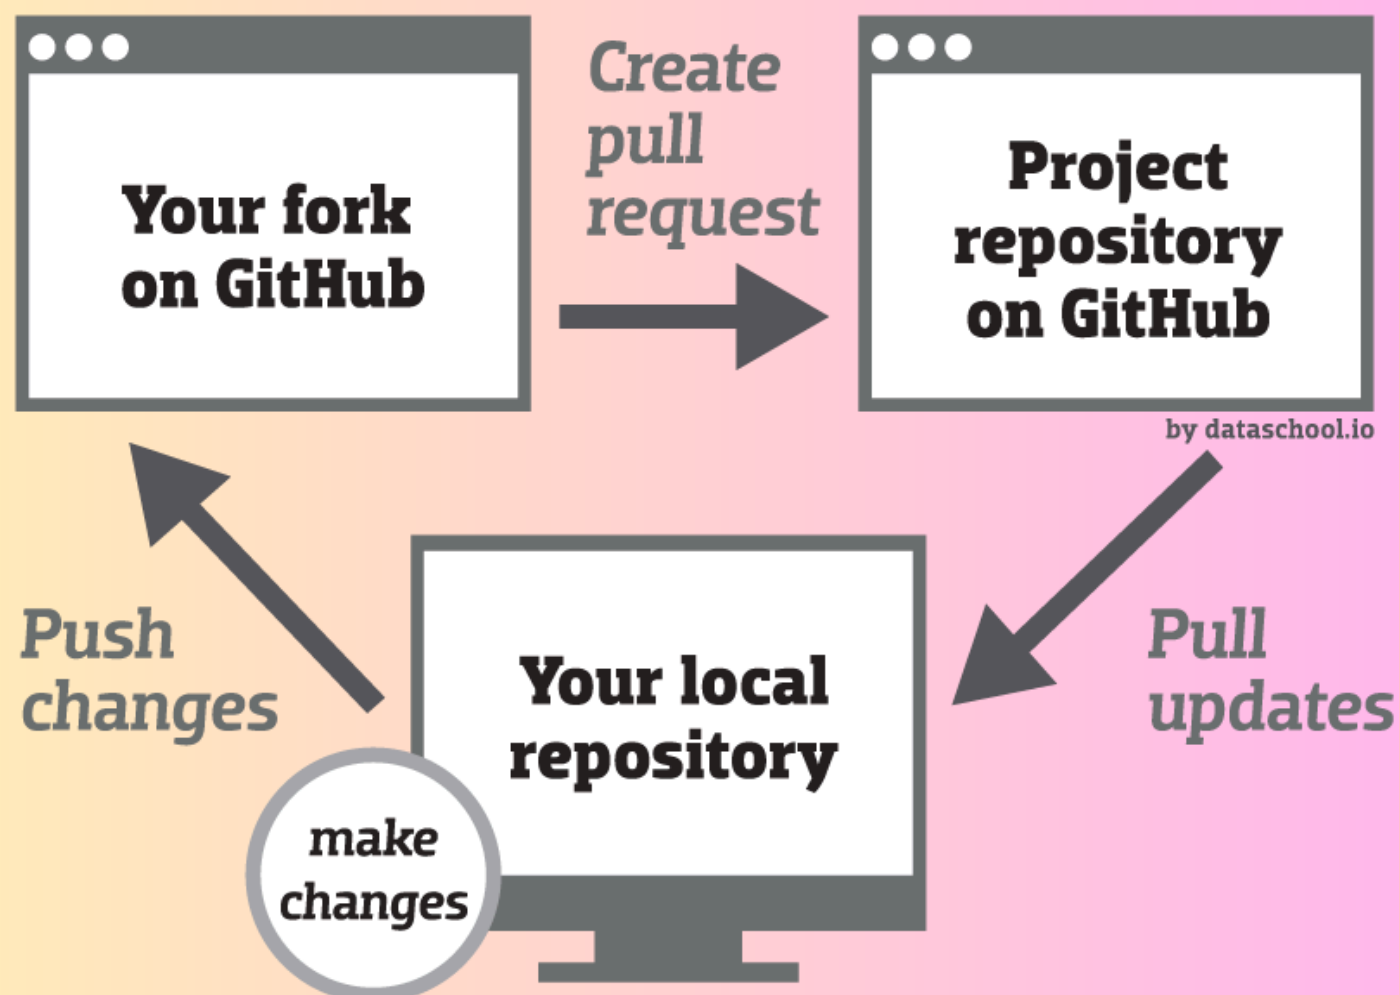 Your fork
on GitHub
Create
pull
request
Project
repository
on GitHub
by dataschool.io
Push
changes
Your local
repository
make
changes
Pull
updates